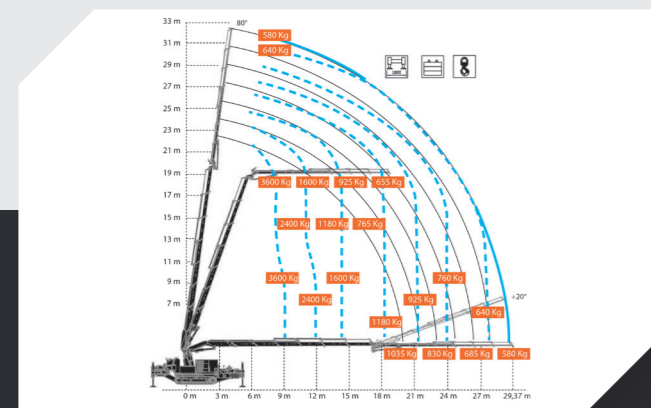 33 m
80°
580 Kg
31 m
640 Kg
29 m
27 m
25 m
23 m
21 m
19 m
3600 Kg 1600 Kg 925 Kg 655 Kg
17 m
15 m
2400 Kg 1180 Kg 765 Kg
13 m
11 m
3600 Kg 1600 Kg 760 Kg
9 m
2400 Kg 925 Kg +20°
7 m
640 Kg
1180 Kg
1035 Kg 830 Kg 685 Kg 580 Kg
0 m 3 m 6 m 9 m 12 m 15 m 18 m 21 m 24 m 27 m 29,37 m